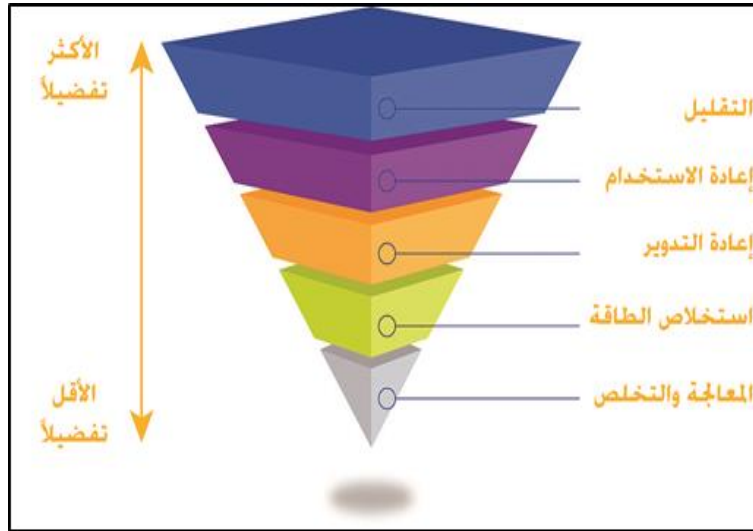 الأكثر
تفضيلاً
التقليل
إعادة الاستخدام
إعادة التدوير
استخلاص الطاقة
المعالجة والتخلص
الأقل
تفضيلاً